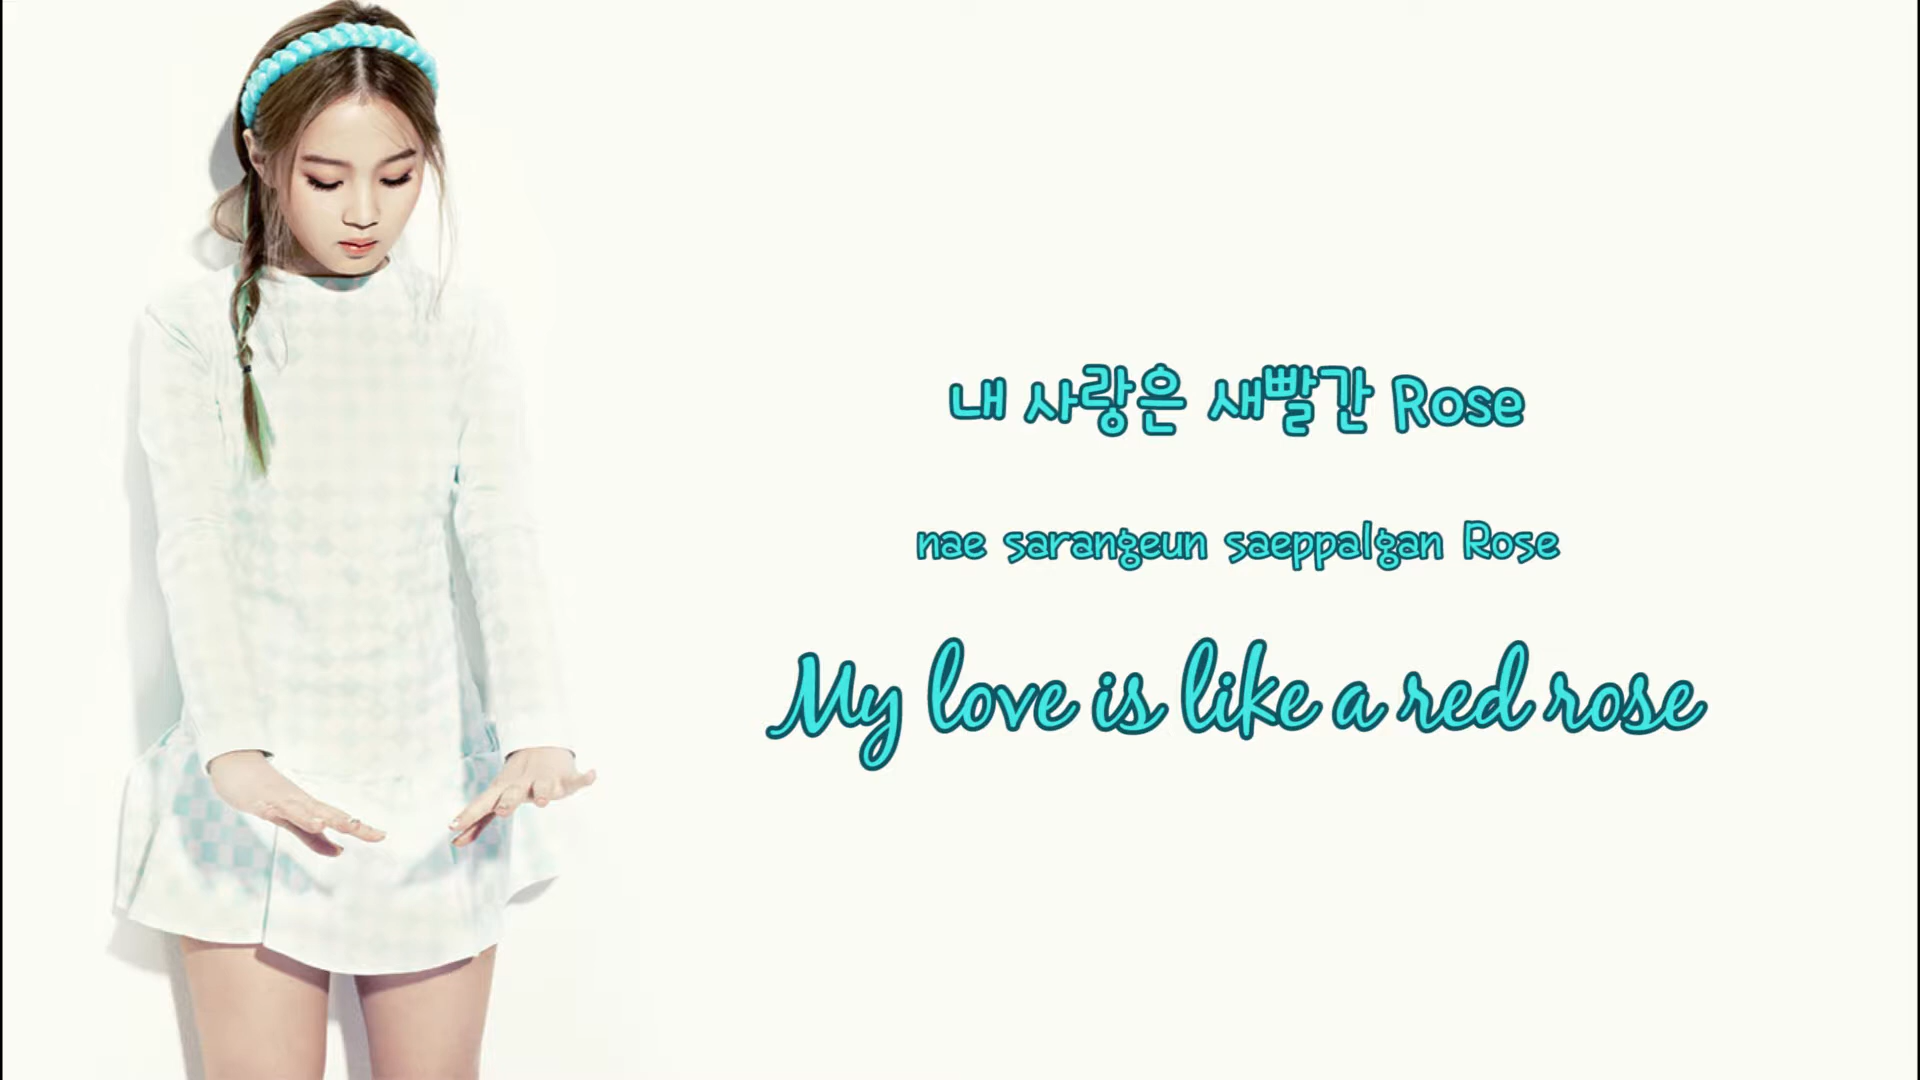 내 사랑은 새빨간 Rose
nae sarangeun saeppalgan Rose
My love is like a red rose